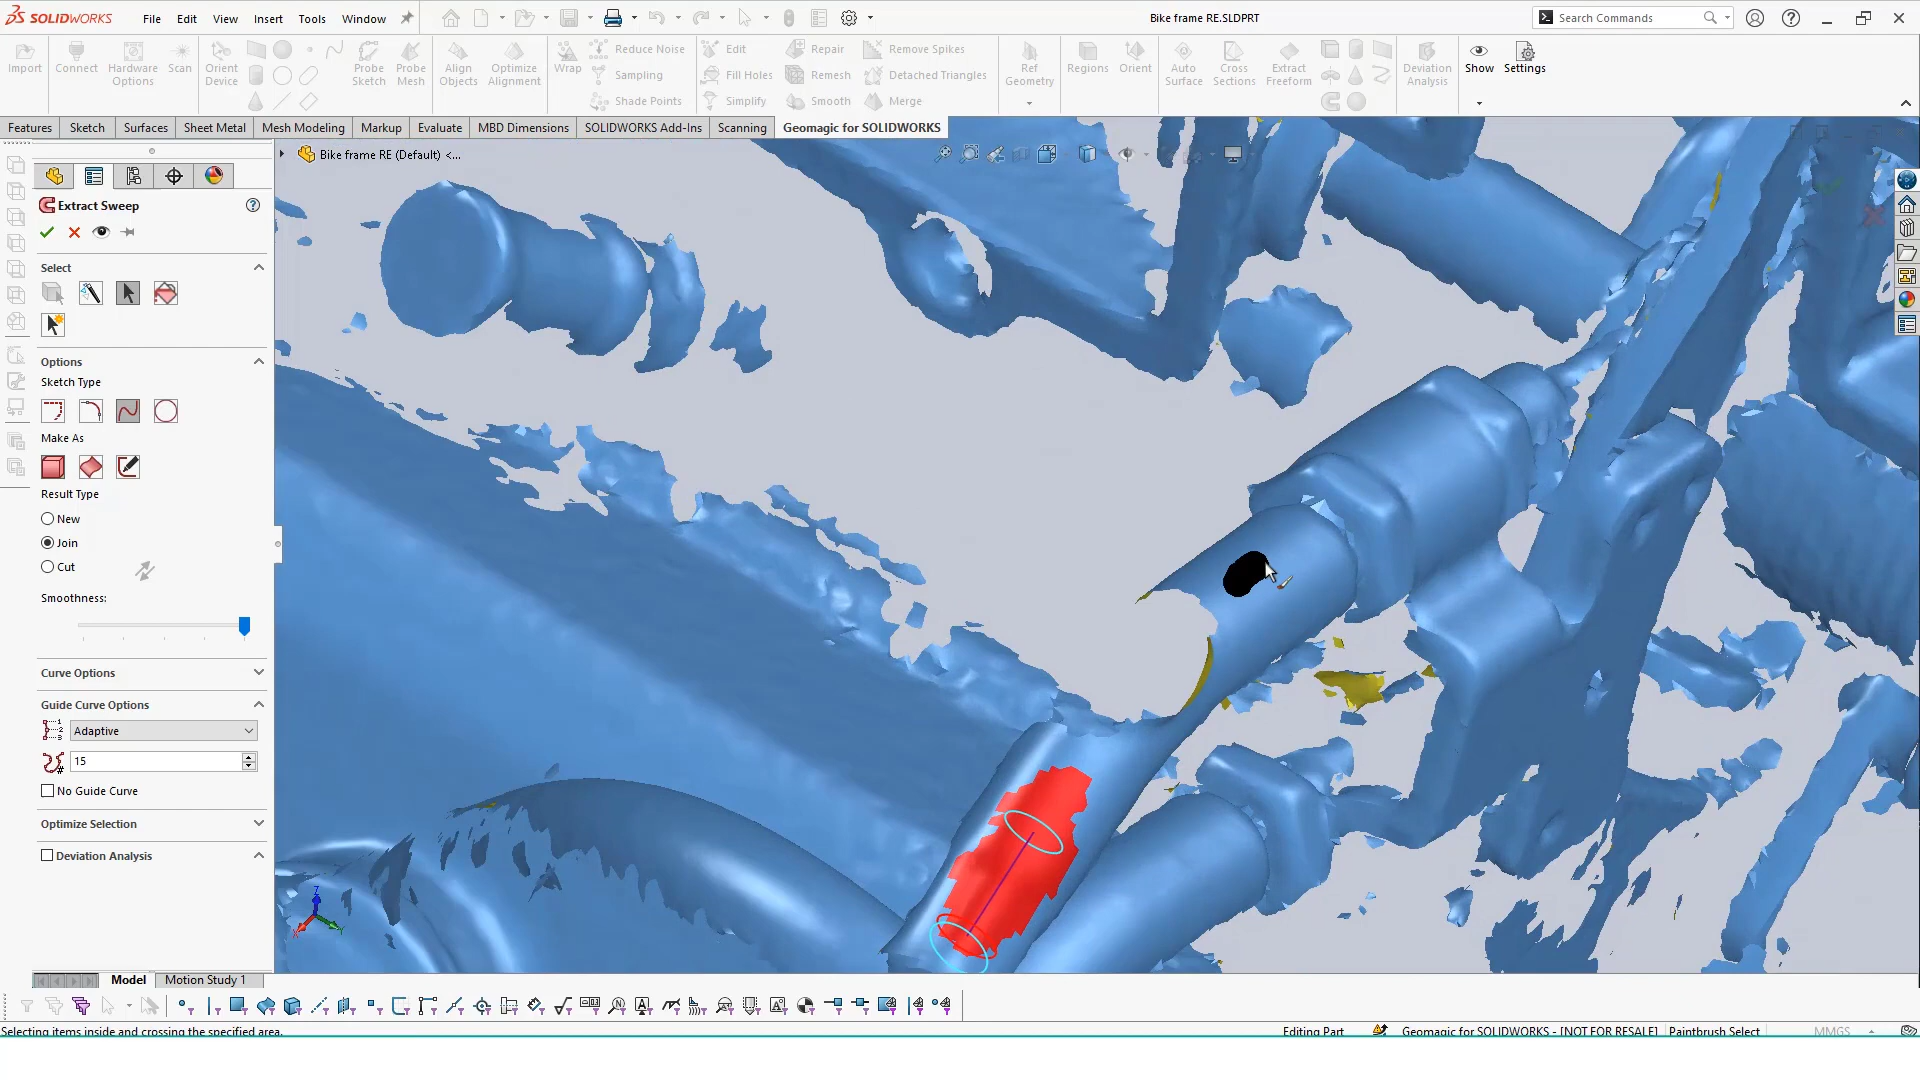 SOLIDWORKS File Edit View Insert Tools Window Bike frame RE.SLDPRT Search Commands
Import Connect Hardware Options Scan Orient Device Probe Sketch Probe Mesh Align Objects Optimize Alignment Wrap Reduce Noise Sampling Shade Points Edit Fill Holes Simplify Repair Remesh Smooth Remove Spikes Detached Triangles Merge Ref Geometry Regions Orient Auto Surface Cross Sections Extract Freeform Deviation Analysis Show Settings
Features Sketch Surfaces Sheet Metal Mesh Modeling Markup Evaluate MBD Dimensions SOLIDWORKS Add-Ins Scanning Geomagic for SOLIDWORKS
Bike frame RE (Default) <...
Extract Sweep
Select
Options
Sketch Type
Make As
Result Type
New
Join
Cut
Smoothness:
Curve Options
Guide Curve Options
Adaptive
15
No Guide Curve
Optimize Selection
Deviation Analysis
Z
Model Motion Study 1
Selecting items inside and crossing the specified area. Editing Part Geomagic for SOLIDWORKS - [NOT FOR RESALE] Paintbrush Select MMGS